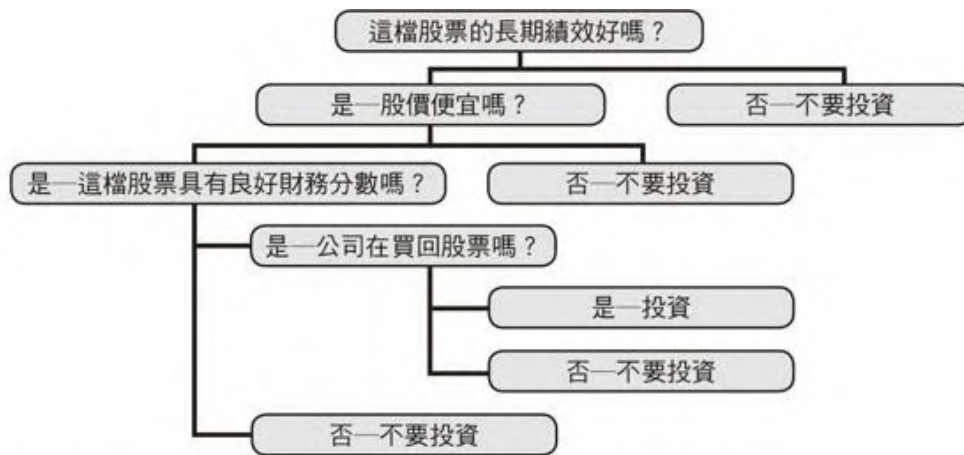 這檔股票的長期績效好嗎？
是─股價便宜嗎？
否─不要投資
是─這檔股票具有良好財務分數嗎？
否─不要投資
是─公司在買回股票嗎？
是─投資
否─不要投資
否─不要投資